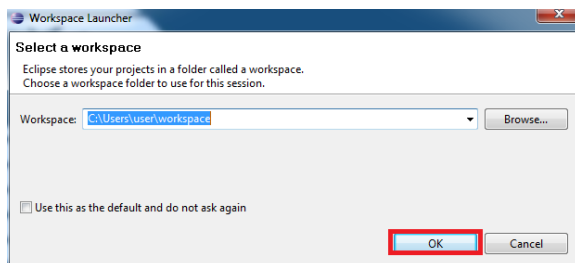 Workspace Launcher
Select a workspace
Eclipse stores your projects in a folder called a workspace.
Choose a workspace folder to use for this session.
Workspace: C:\Users\user\workspace Browse...
Use this as the default and do not ask again
OK Cancel